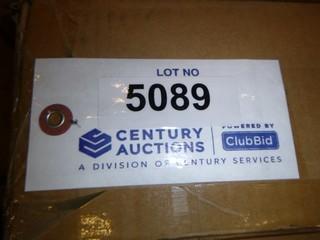 LOT NO
5089
CENTURY AUCTIONS
POWERED BY
ClubBid
A DIVISION OF CENTURY SERVICES